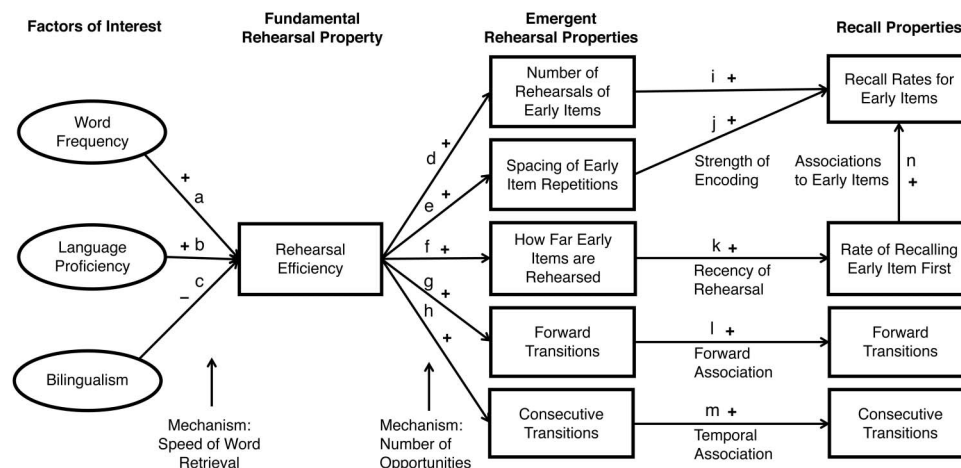 Factors of Interest
Fundamental
Rehearsal Property
Emergent
Rehearsal Properties
Recall Properties
Word
Frequency
Language
Proficiency
Bilingualism
+
a
+ b
c
−
Mechanism:
Speed of Word
Retrieval
Rehearsal
Efficiency
d
+
e
+
f +
g
+
h
+
Mechanism:
Number of
Opportunities
Number of
Rehearsals of
Early Items
Spacing of Early
Item Repetitions
How Far Early
Items are
Rehearsed
Forward
Transitions
Consecutive
Transitions
i +
j +
Strength of
Encoding
k +
Recency of
Rehearsal
l +
Forward
Association
m +
Temporal
Association
Recall Rates for
Early Items
Associations
to Early Items
n
+
Rate of Recalling
Early Item First
Forward
Transitions
Consecutive
Transitions